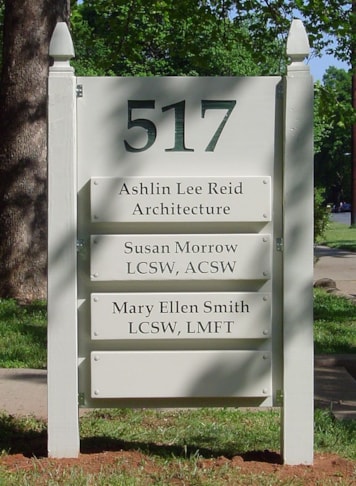 517
Ashlin Lee Reid
Architecture
Susan Morrow
LCSW, ACSW
Mary Ellen Smith
LCSW, LMFT